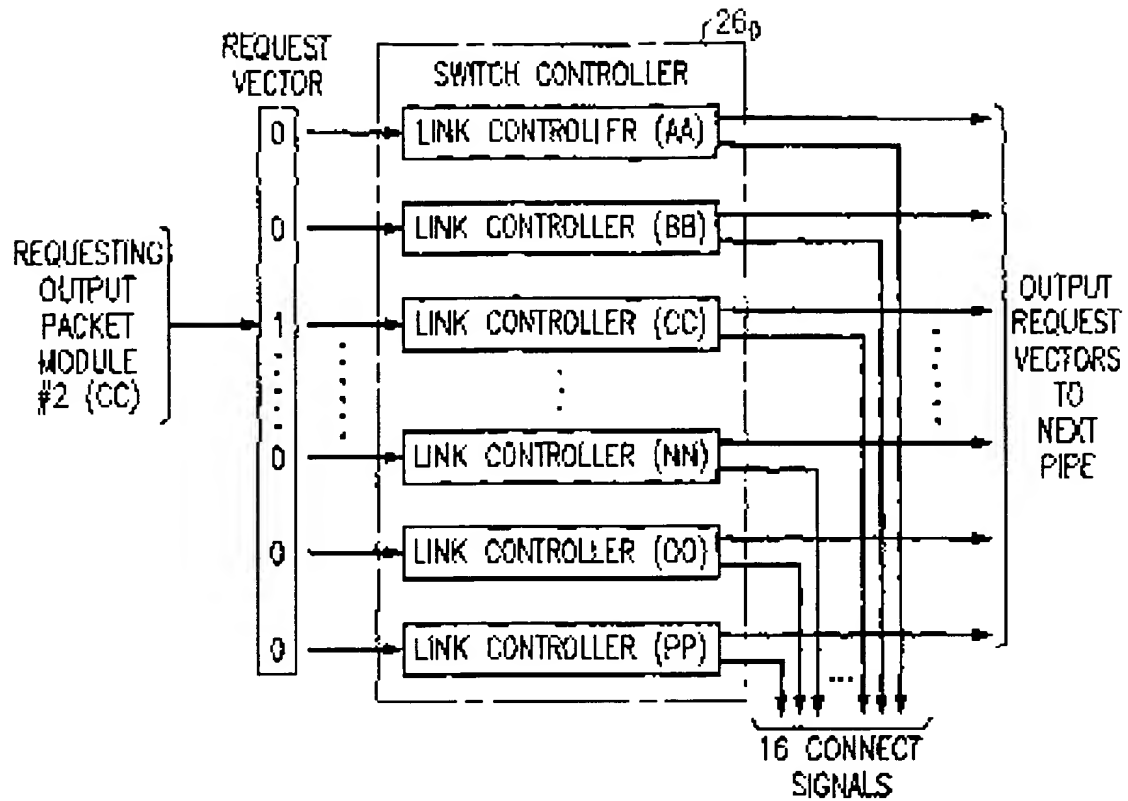 26₀
REQUEST
VECTOR
SWITCH CONTROLLER
0
LINK CONTROLIFR (AA)
0
LINK CONTROLLER (BB)
REQUESTING
OUTPUT
PACKET
MODULE
#2 (CC)
1
LINK CONTROLLER (CC)
OUTPUT
REQUEST
VECTORS
TO
NEXT
PIPE
0
LINK CONTROLLER (NN)
0
LINK CONTROLLER (OO)
0
LINK CONTROLLER (PP)
16 CONNECT
SIGNALS